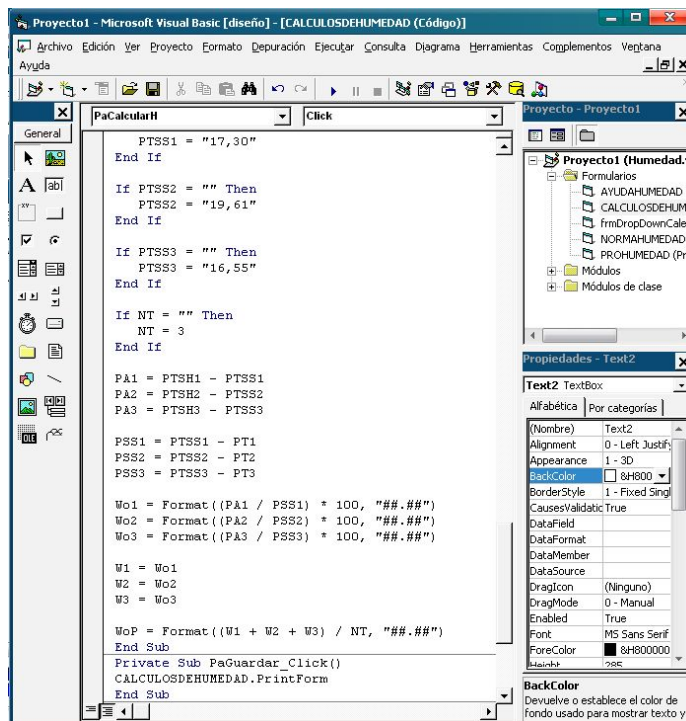 Proyecto1 - Microsoft Visual Basic [diseño] - [CALCULOSDEHUMEDAD (Código)]
Archivo Edición Ver Proyecto Formato Depuración Ejecutar Consulta Diagrama Herramientas Complementos Ventana
Ayuda
PaCalcularH
Click
General
PTSS1 = "17,30"
End If
If PTSS2 = "" Then
PTSS2 = "19,61"
End If
If PTSS3 = "" Then
PTSS3 = "16,55"
End If
If NT = "" Then
NT = 3
End If
PA1 = PTSH1 - PTSS1
PA2 = PTSH2 - PTSS2
PA3 = PTSH3 - PTSS3
PSS1 = PTSS1 - PT1
PSS2 = PTSS2 - PT2
PSS3 = PTSS3 - PT3
Wo1 = Format((PA1 / PSS1) * 100, "##.##")
Wo2 = Format((PA2 / PSS2) * 100, "##.##")
Wo3 = Format((PA3 / PSS3) * 100, "##.##")
W1 = Wo1
W2 = Wo2
W3 = Wo3
WoP = Format((W1 + W2 + W3) / NT, "##.##")
End Sub
Private Sub PaGuardar_Click()
CALCULOSDEHUMEDAD.PrintForm
End Sub
Proyecto - Proyecto1
Proyecto1 (Humedad.
Formularios
AYUDAHUMEDAD
CALCULOSDEHUM
frmDropDownCale
NORMAHUMEDAD
PROHUMEDAD (Pr
Módulos
Módulos de clase
Propiedades - Text2
Text2 TextBox
Alfabética Por categorías
(Nombre) Text2
Alignment 0 - Left Justify
Appearance 1 - 3D
BackColor &H800
BorderStyle 1 - Fixed Singl
CausesValidatic True
DataField
DataFormat
DataMember
DataSource
DragIcon (Ninguno)
DragMode 0 - Manual
Enabled True
Font MS Sans Serif
ForeColor &H800000
Height 285
BackColor
Devuelve o establece el color de
fondo usado para mostrar texto y